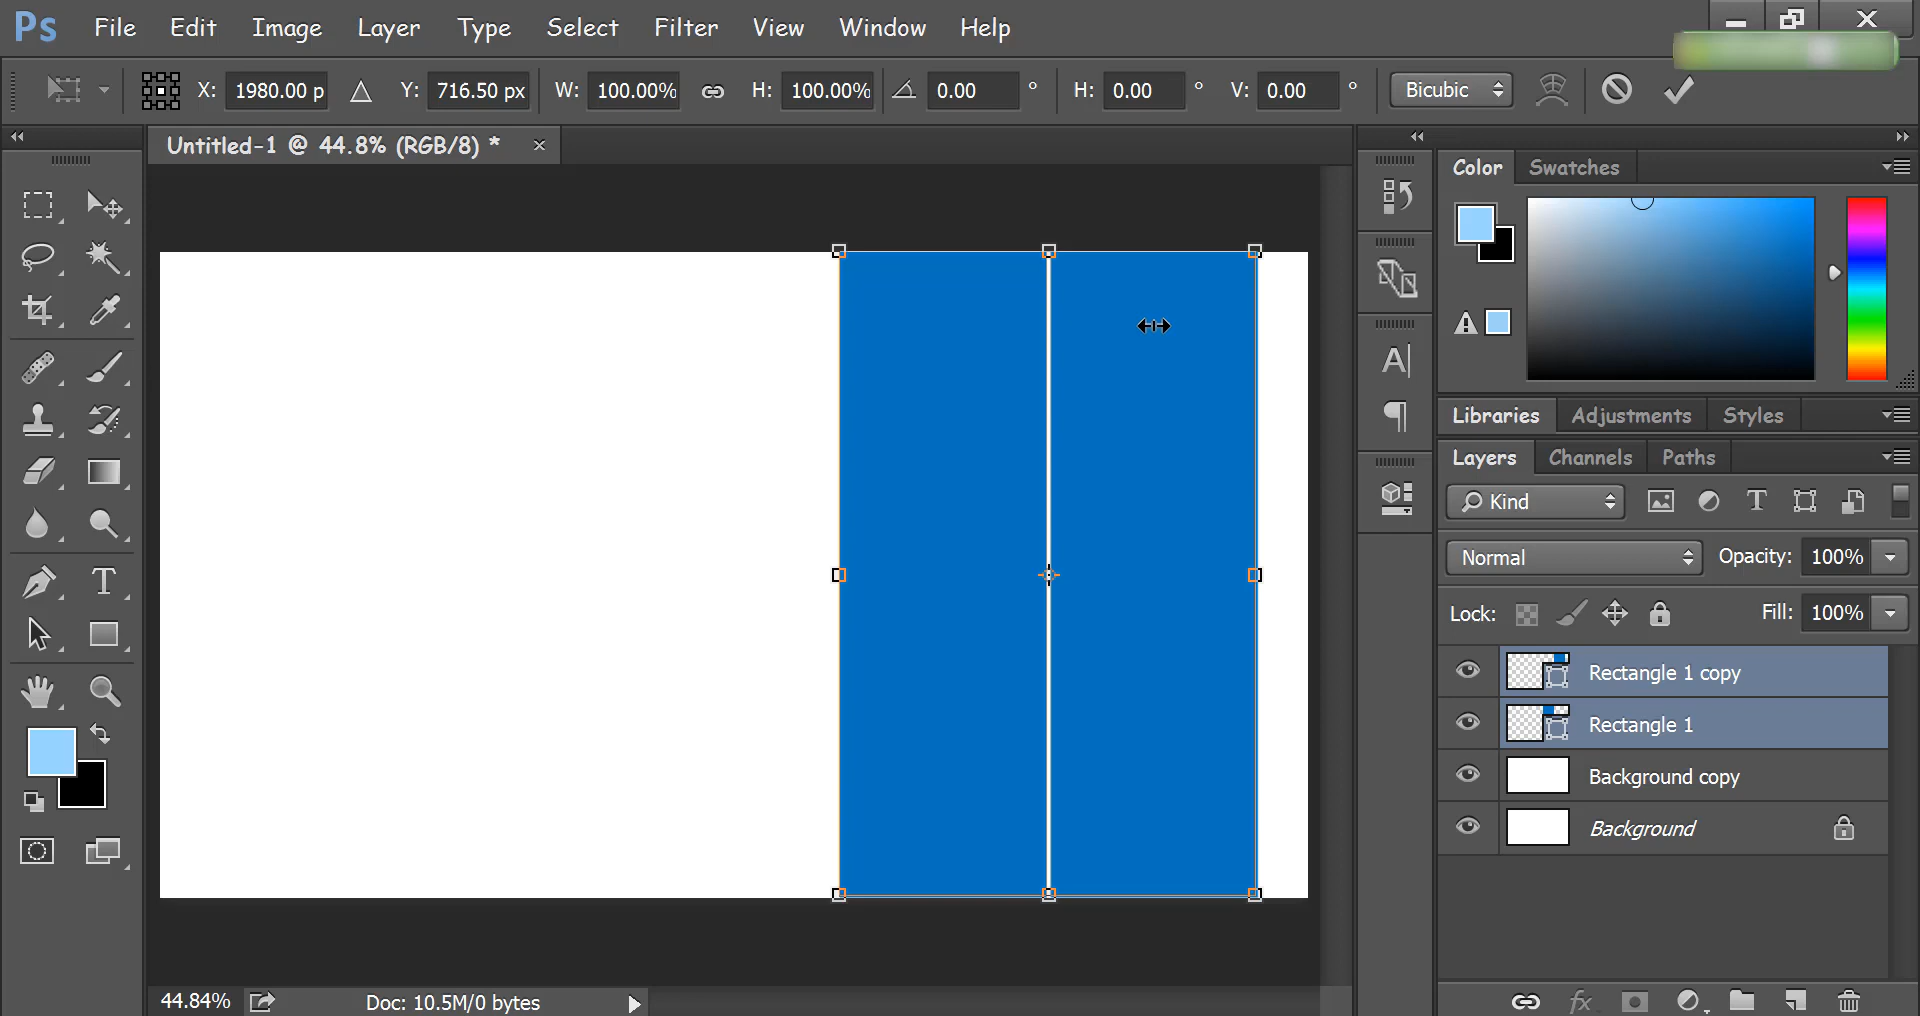 Ps File Edit Image Layer Type Select Filter View Window Help
X: 1980.00 p Y: 716.50 px W: 100.00% H: 100.00% 0.00 ° H: 0.00 ° V: 0.00 ° Bicubic
Untitled-1 @ 44.8% (RGB/8) * ×
Color Swatches
Libraries Adjustments Styles
Layers Channels Paths
Kind
Normal Opacity: 100%
Lock: Fill: 100%
Rectangle 1 copy
Rectangle 1
Background copy
Background
44.84% Doc: 10.5M/0 bytes
fx